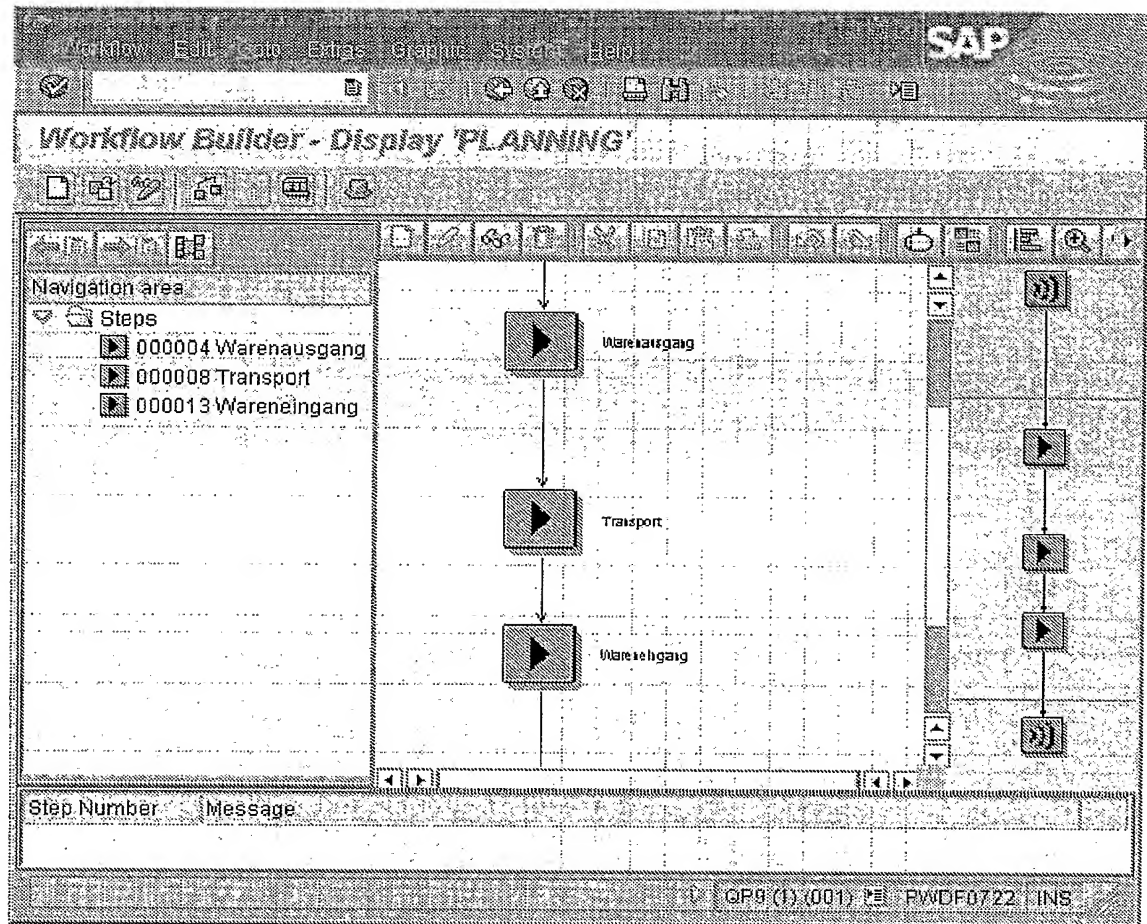 Workflow Edit Goto Extras Graphic System Help
SAP
Workflow Builder - Display 'PLANNING'
Navigation area
Steps
000004 Warenausgang
000008 Transport
000013 Wareneingang
Warenausgang
Transport
Wareneingang
Step Number Message
QP9 (1) (001) PWDF0722 INS